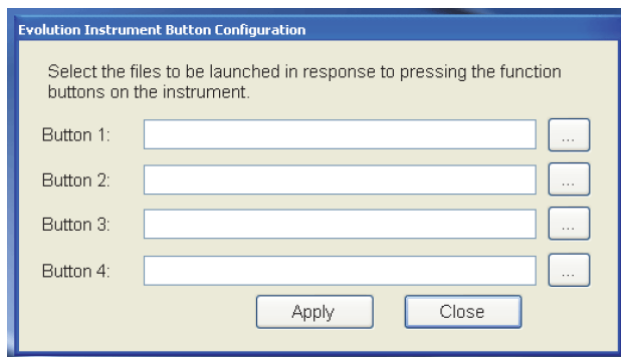 Evolution Instrument Button Configuration
Select the files to be launched in response to pressing the function
buttons on the instrument.
Button 1: ...
Button 2: ...
Button 3: ...
Button 4: ...
Apply Close